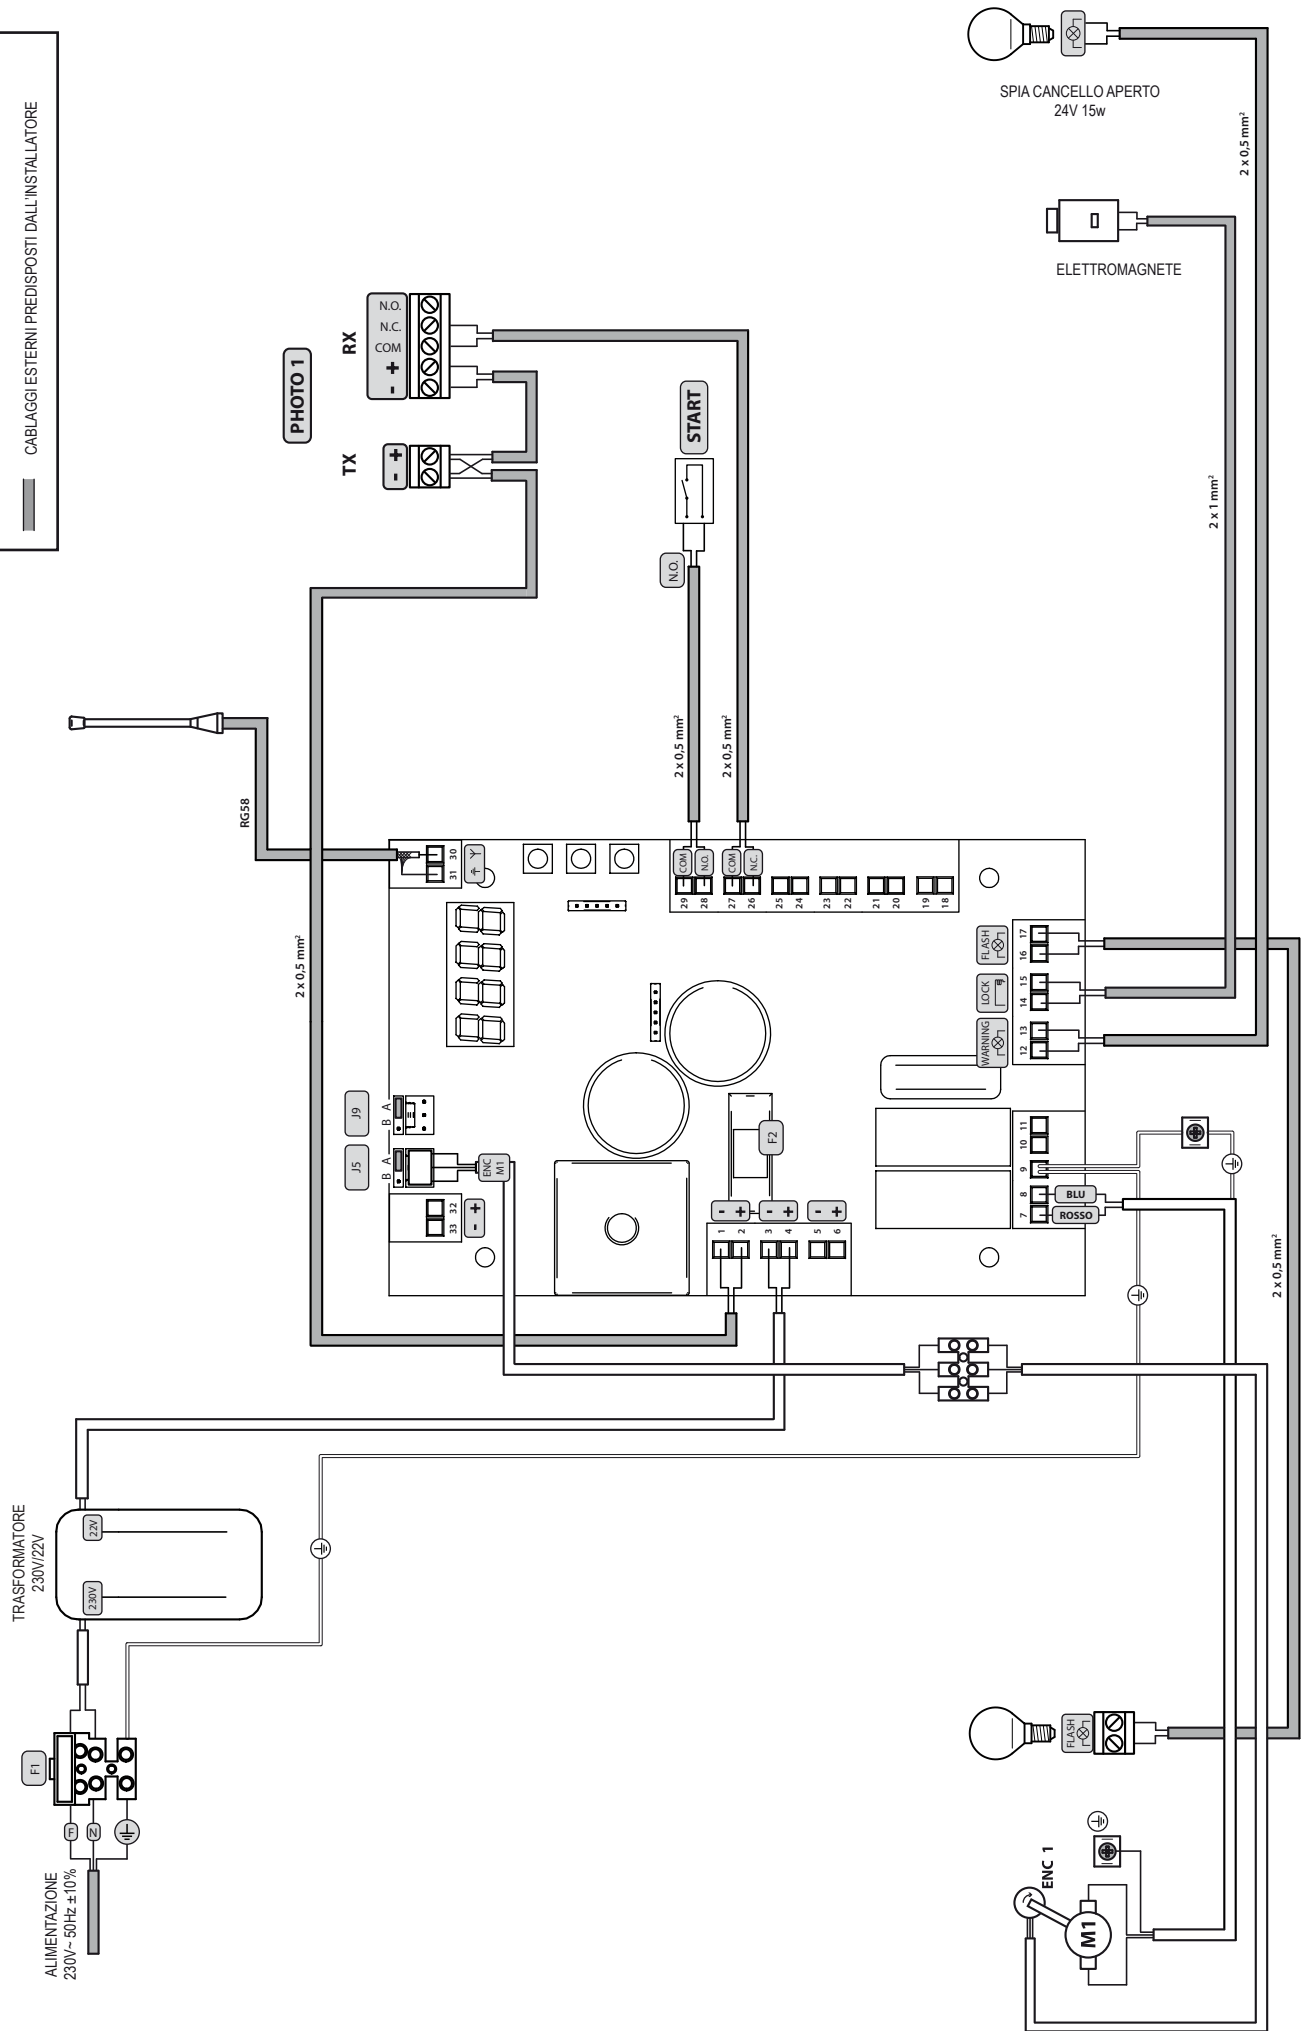 CABLAGGI ESTERNI PREDISPOSTI DALL'INSTALLATORE
SPIA CANCELLO APERTO
24V 15w
2 x 0,5 mm²
ELETTROMAGNETE
2 x 1 mm²
PHOTO 1
RX
N.O.
N.C.
COM
+
-
TX
- +
START
N.O.
2 x 0,5 mm²
2 x 0,5 mm²
RG58
2 x 0,5 mm²
31 30
29
28
27
26
25
24
23
22
21
20
19
18
COM
N.O.
COM
N.C.
J9
B A
J5
B A
ENC
M1
33 32
- +
F2
- +
- +
- +
1
2
3
4
5
6
FLASH
LOCK
WARNING
17
16
15
14
13
12
11
10
9
8
7
BLU
ROSSO
2 x 0,5 mm²
TRASFORMATORE
230V/22V
230V
22V
F1
F
N
ALIMENTAZIONE
230V~ 50Hz ±10%
FLASH
ENC 1
M1